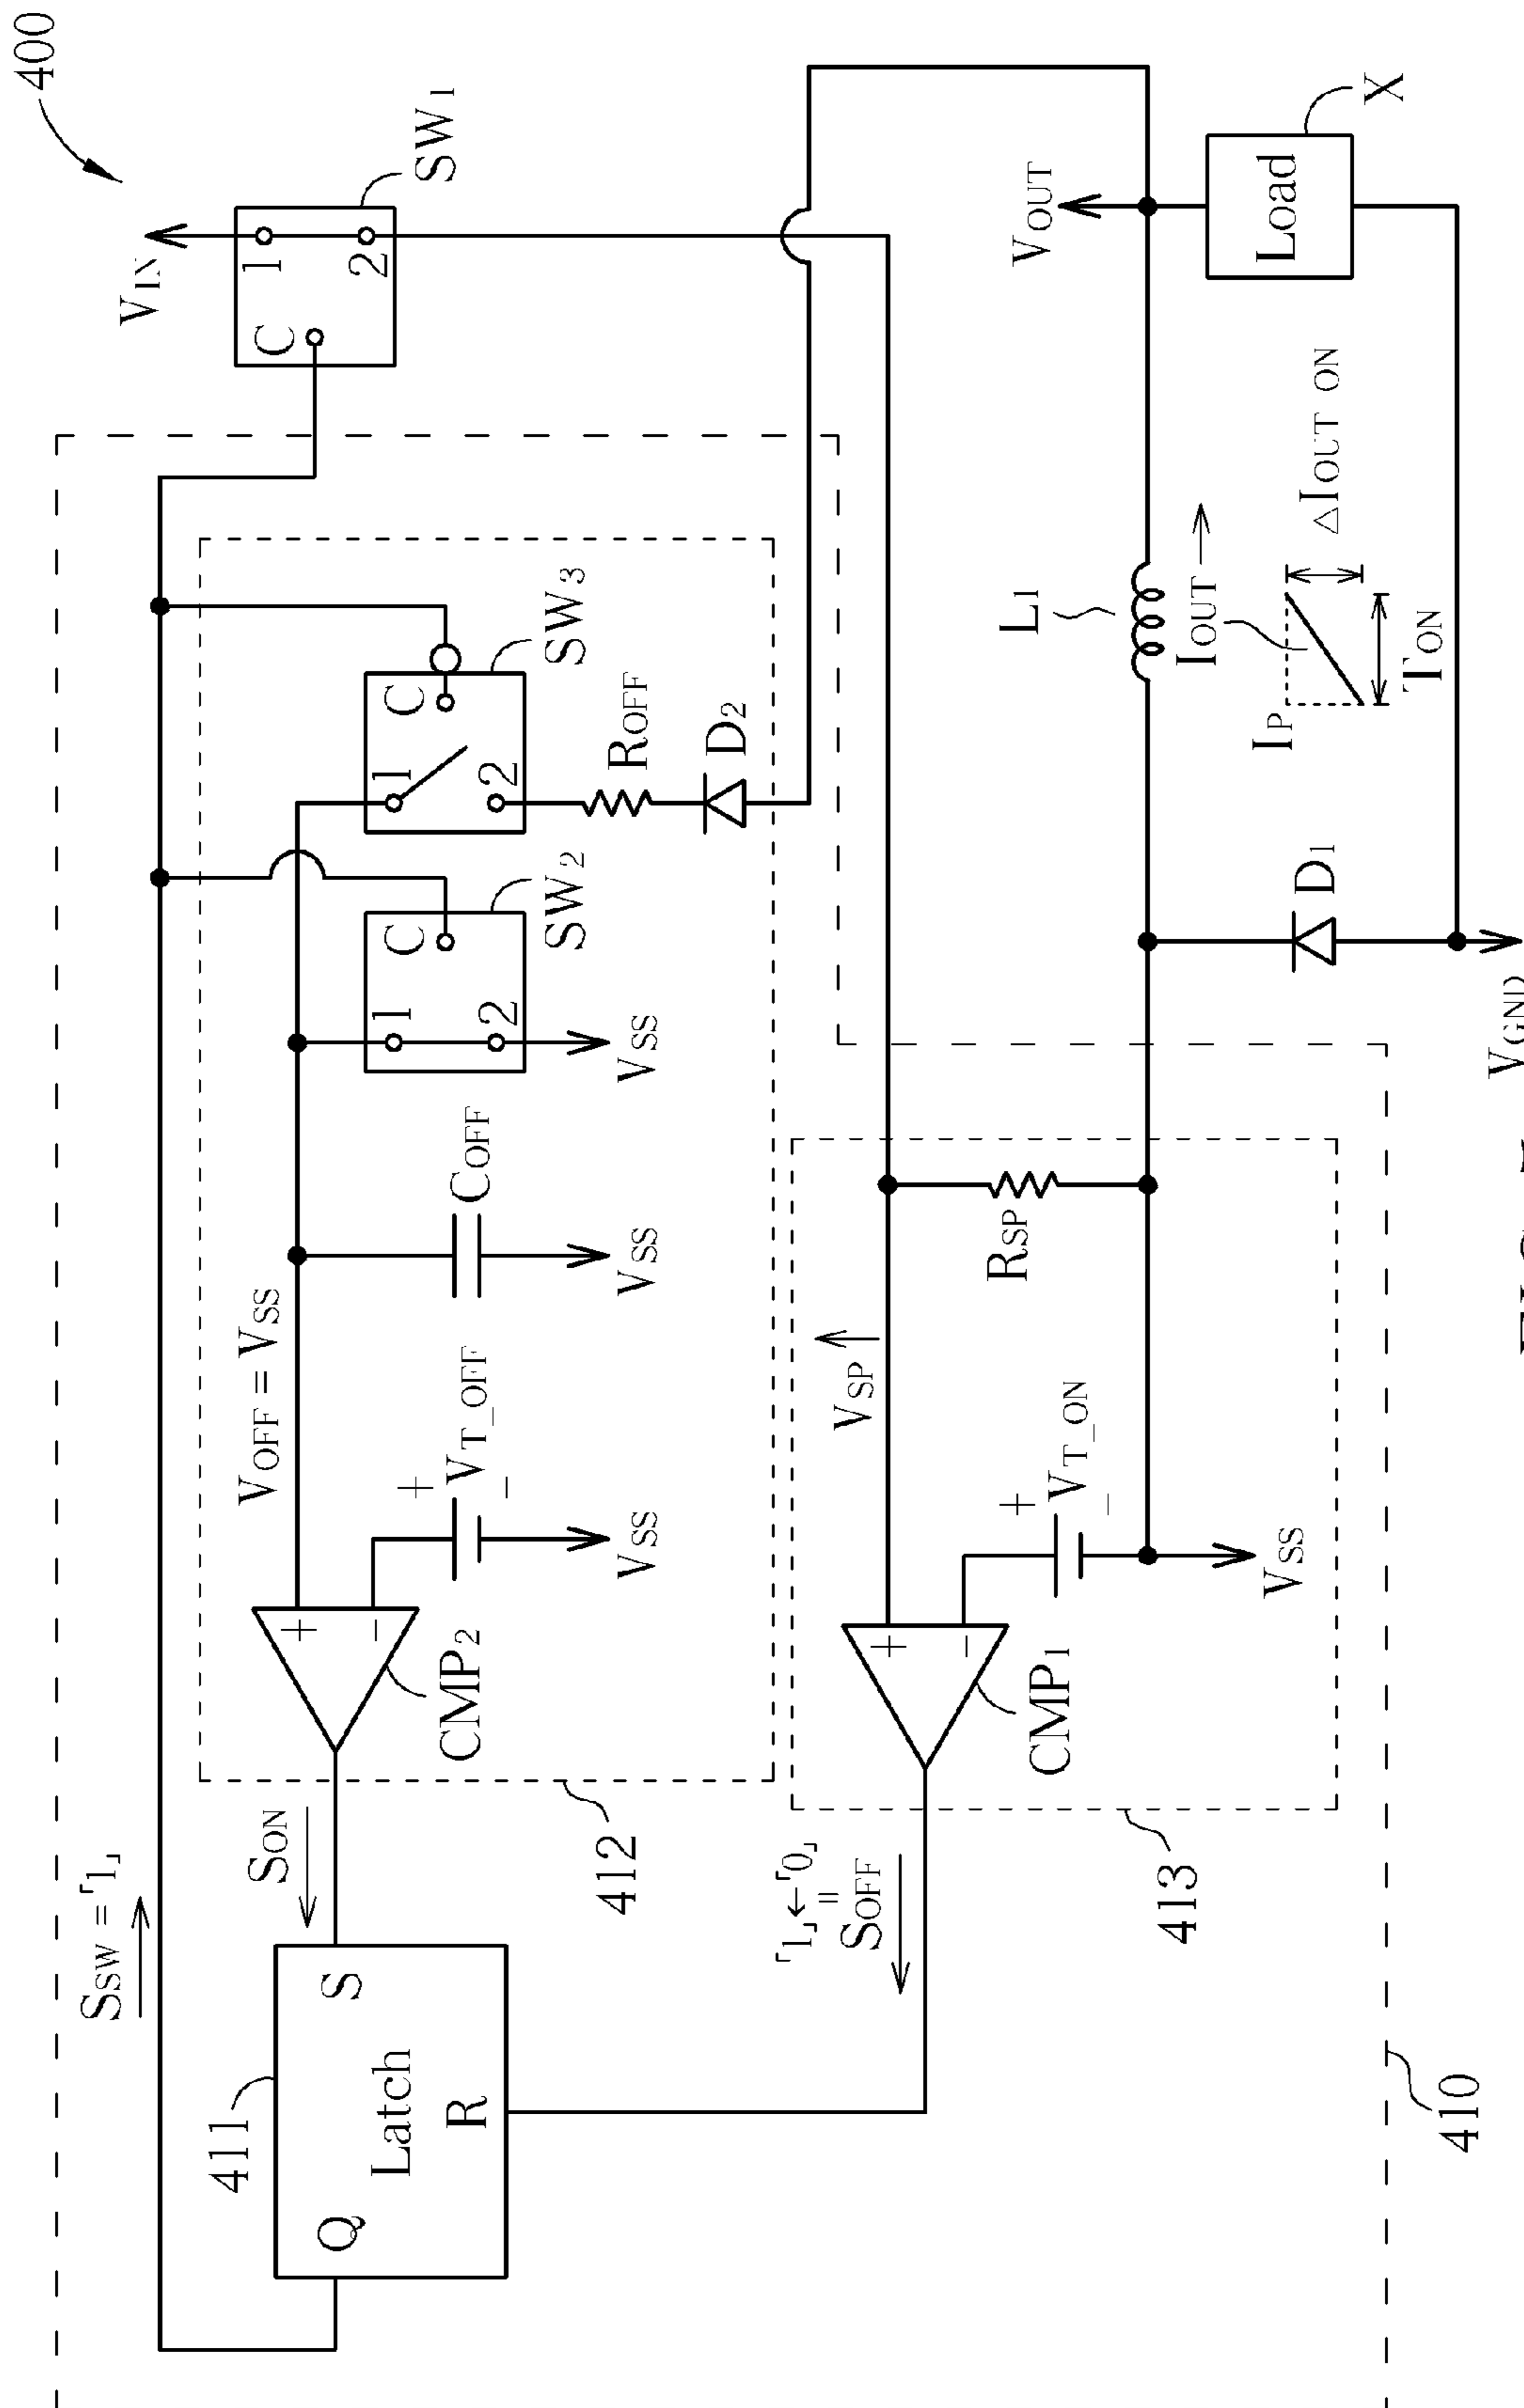 400
VIN
1
2
C
SW1
SSW =「1」
C
1
2
SW3
C
1
2
SW2
ROFF
D2
VSS
COFF
VSS
VOFF = VSS
+
VT_OFF
−
VSS
+
−
CMP2
SON
412
411
S
Latch
Q
R
VOUT
Load
X
L1
IOUT
IP
△IOUT ON
TON
D1
VGND
RSP
VSP
+
VT_ON
−
VSS
+
−
CMP1
「1」←「0」
=
SOFF
413
410